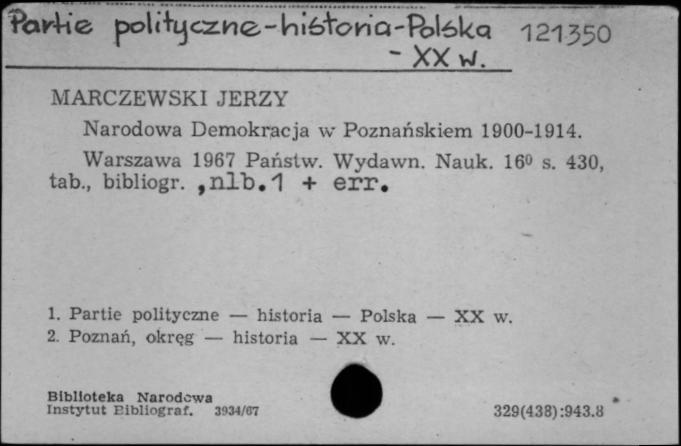 Partie polityczne-historia-Polska 121350
- XX w.
MARCZEWSKI JERZY
Narodowa Demokracja w Poznańskiem 1900-1914.
Warszawa 1967 Państw. Wydawn. Nauk. 16⁰ s. 430,
tab., bibliogr. ,nlb.1 + err.
1. Partie polityczne — historia — Polska — XX w.
2. Poznań, okręg — historia — XX w.
Biblioteka Narodowa
Instytut Bibliograf. 3934/67
329(438):943.8